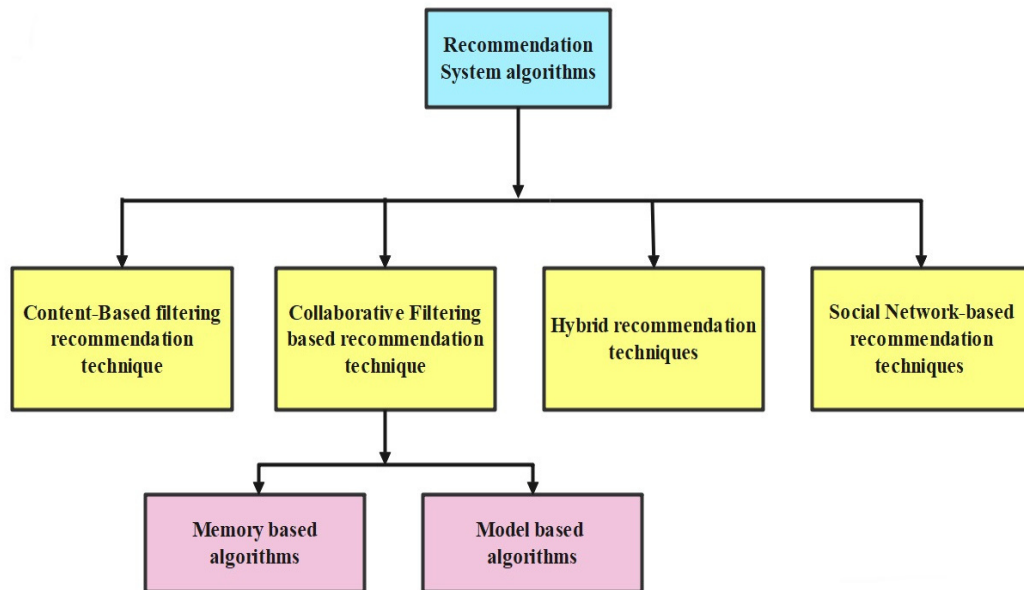 Recommendation
System algorithms
Content-Based filtering
recommendation
technique
Collaborative Filtering
based recommendation
technique
Hybrid recommendation
techniques
Social Network-based
recommendation
techniques
Memory based
algorithms
Model based
algorithms